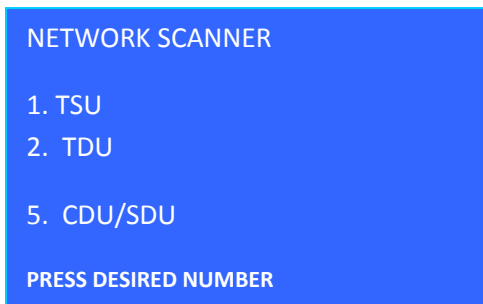 NETWORK SCANNER
1. TSU
2. TDU
5. CDU/SDU
PRESS DESIRED NUMBER